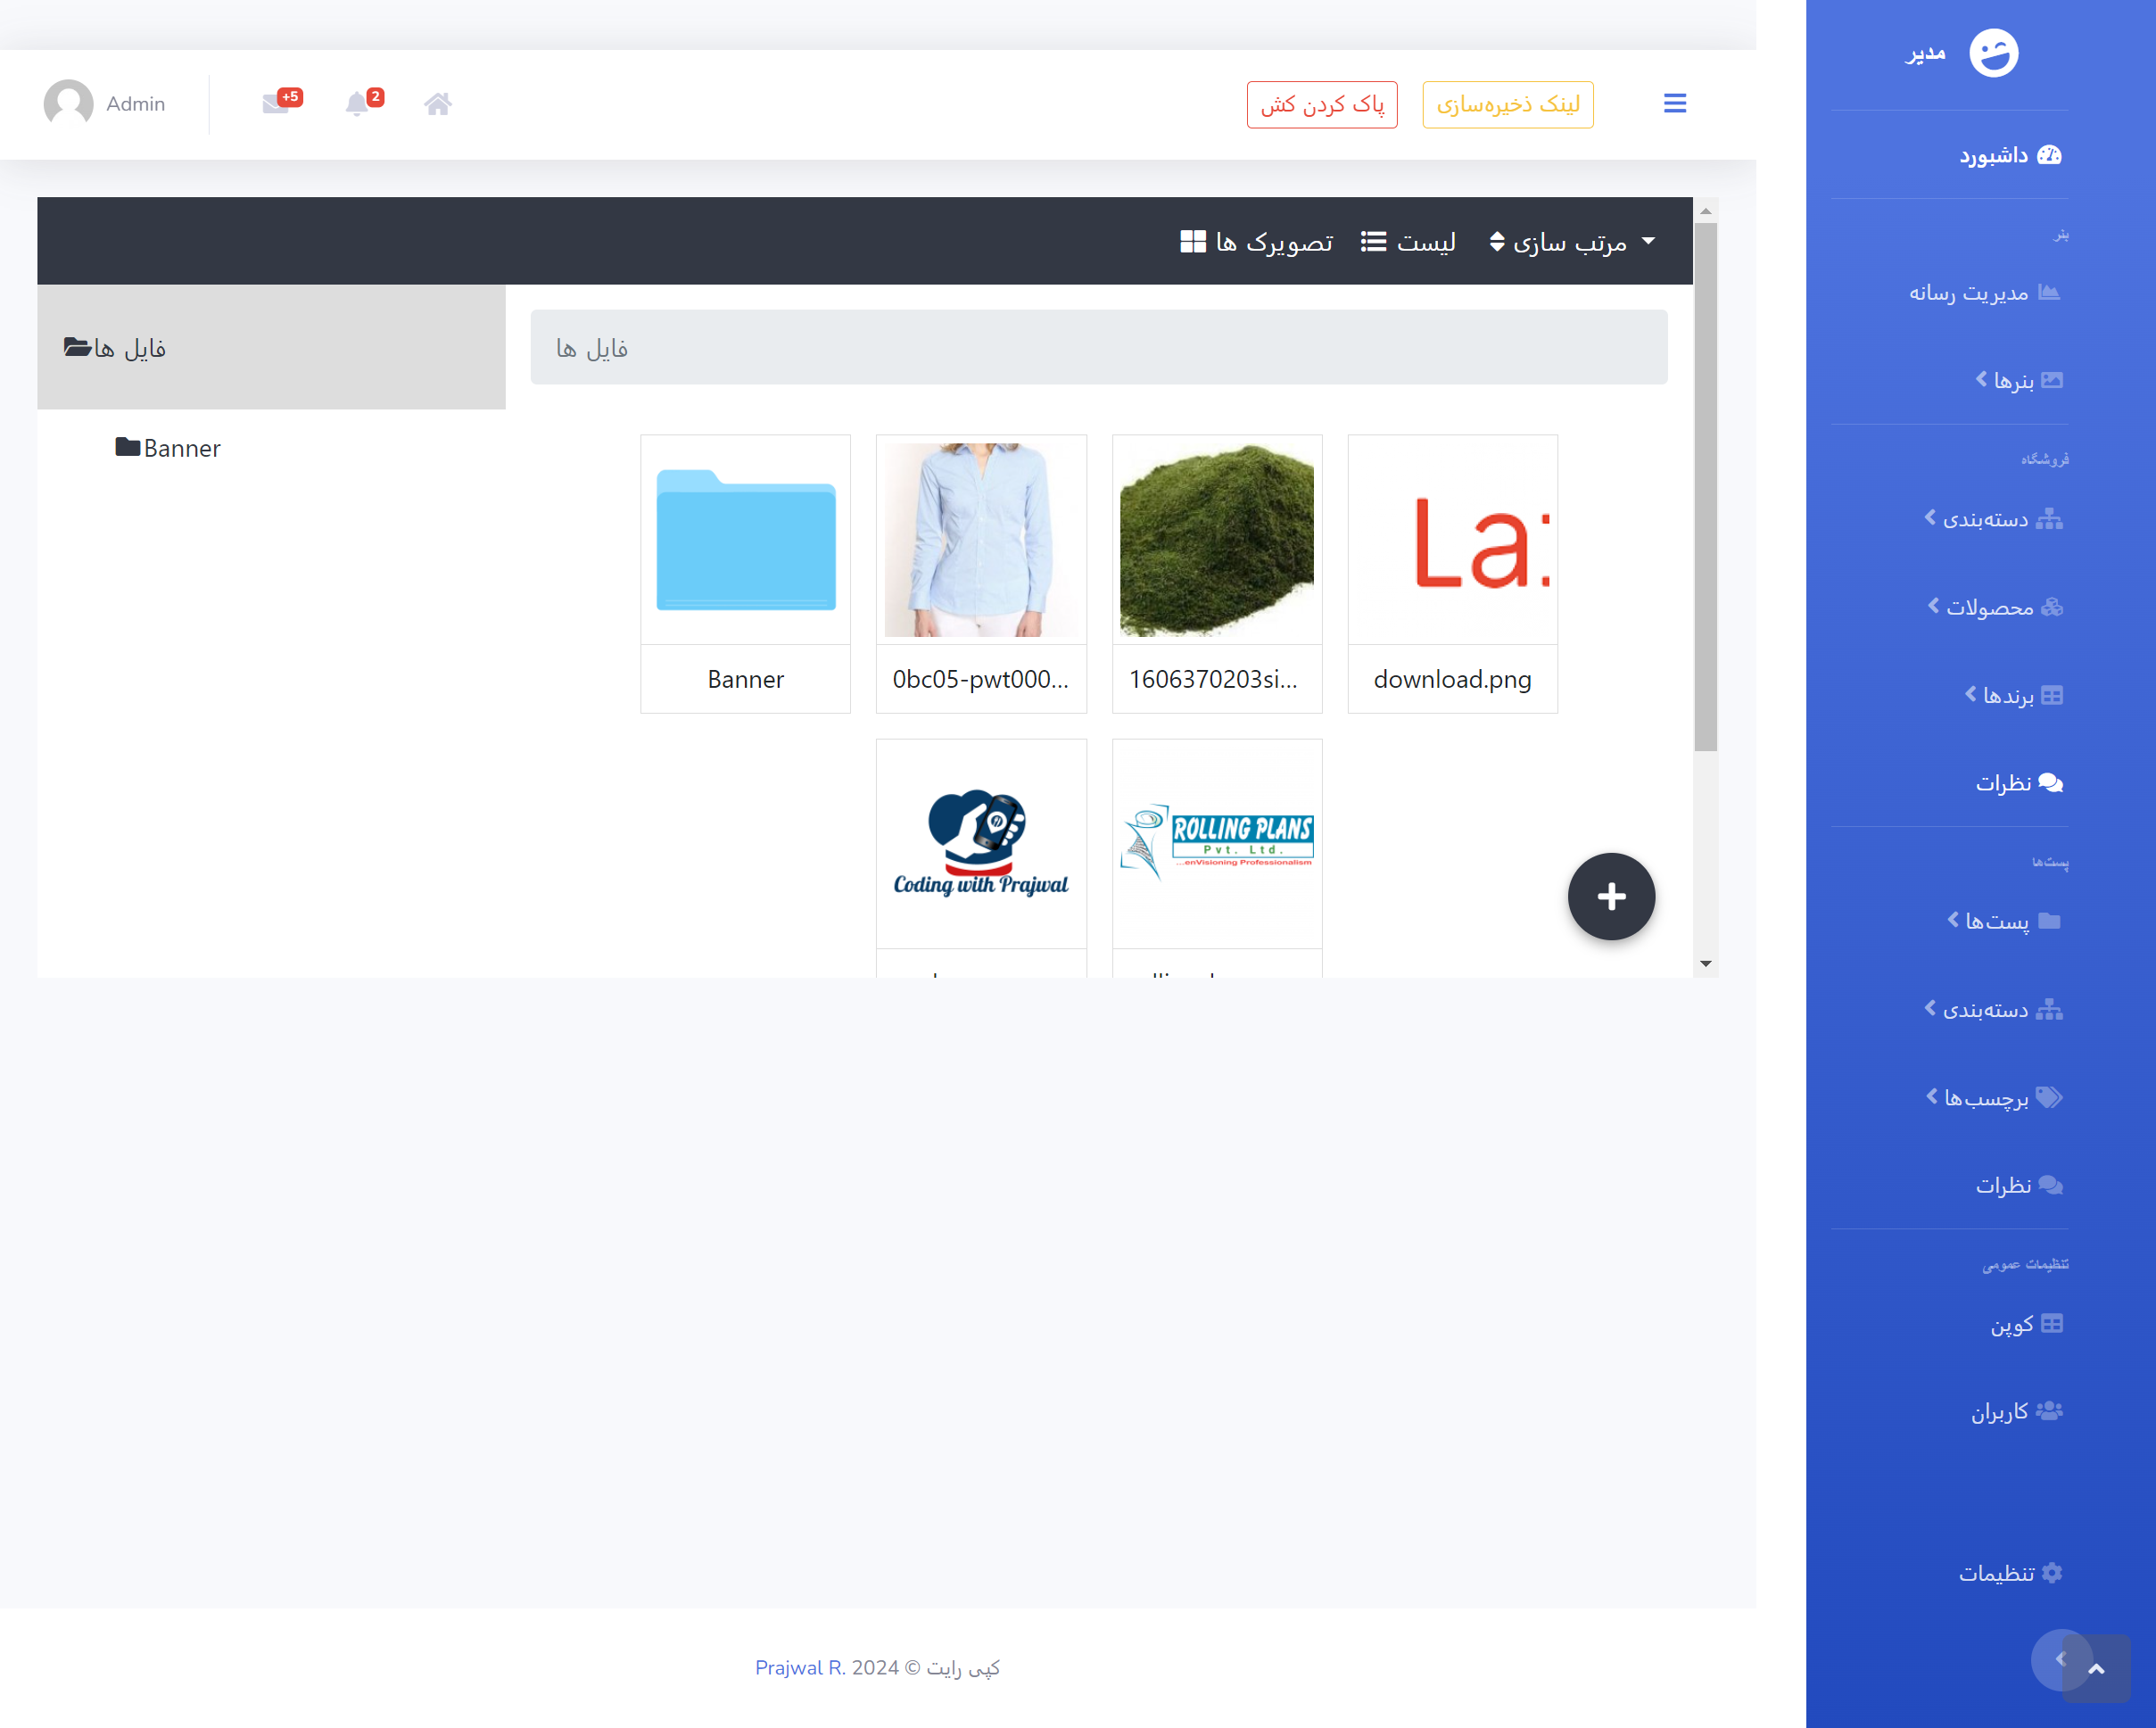 مدیر
داشبورد
بنر
مدیریت رسانه
بنرها
فروشگاه
دسته‌بندی
محصولات
برندها
نظرات
پست‌ها
پست‌ها
دسته‌بندی
برچسب‌ها
نظرات
تنظیمات عمومی
کوپن
کاربران
تنظیمات
لینک ذخیره‌سازی
پاک کردن کش
2
+5
Admin
مرتب سازی
لیست
تصویرک ها
فایل ها
Banner
فایل ها
Banner
0bc05-pwt000...
1606370203si...
download.png
La
Coding with Prajwal
ROLLING PLANS
Pvt. Ltd.
...enVisioning Professionalism
کپی رایت © 2024 Prajwal R.